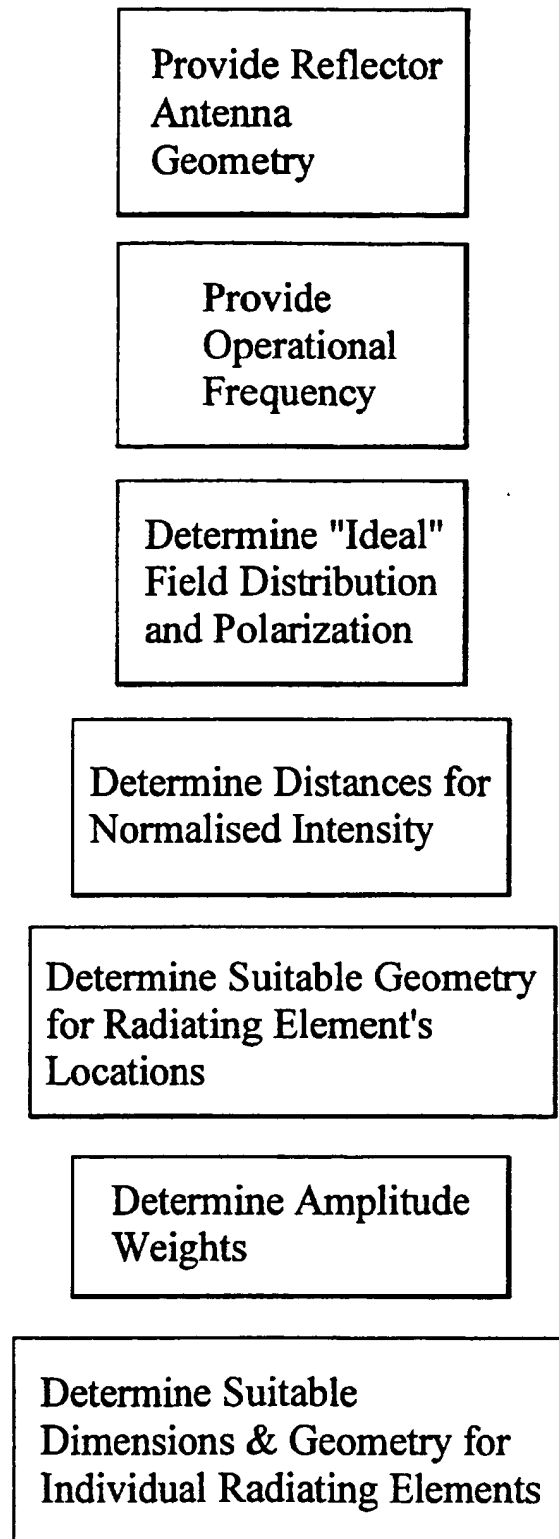 Provide Reflector
Antenna
Geometry
Provide
Operational
Frequency
Determine "Ideal"
Field Distribution
and Polarization
Determine Distances for
Normalised Intensity
Determine Suitable Geometry
for Radiating Element's
Locations
Determine Amplitude
Weights
Determine Suitable
Dimensions & Geometry for
Individual Radiating Elements